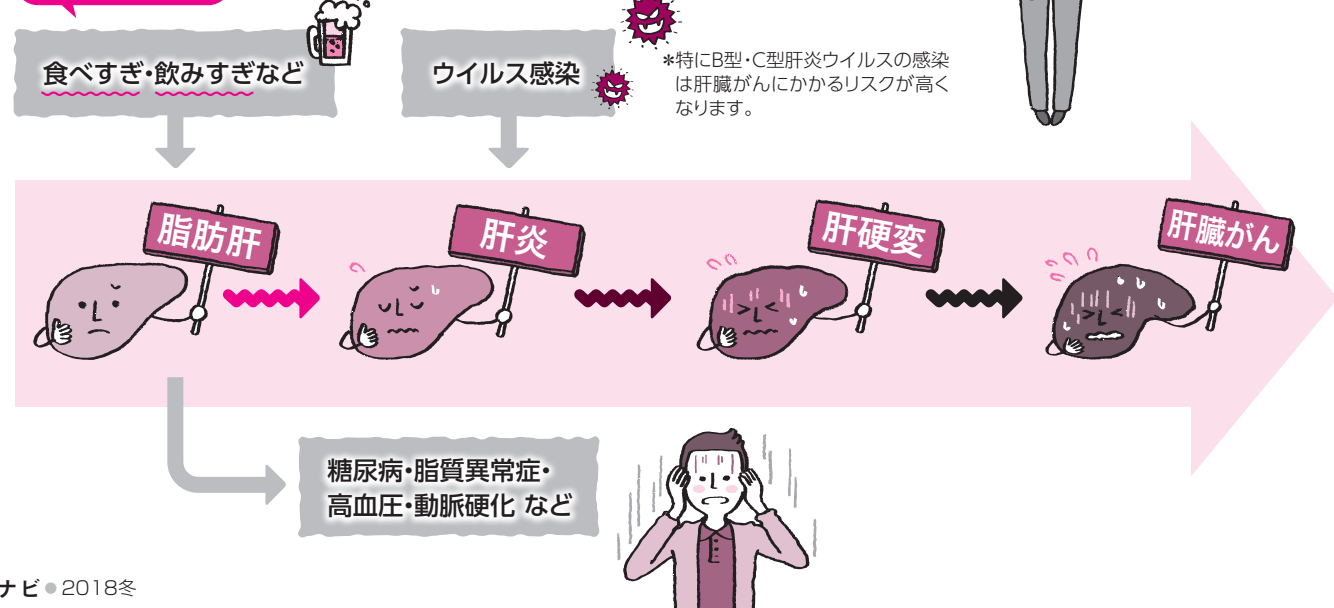 食べすぎ・飲みすぎなど
ウイルス感染
*特にB型・C型肝炎ウイルスの感染
は肝臓がんにかかるリスクが高く
なります。
脂肪肝
肝炎
肝硬変
肝臓がん
糖尿病・脂質異常症・
高血圧・動脈硬化 など
ナビ●2018冬